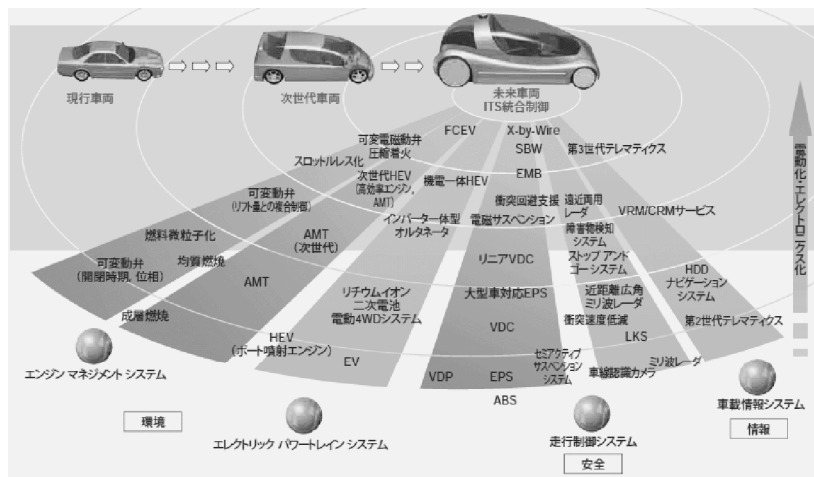 現行車両
次世代車両
未来車両
ITS統合制御
電動化・エレクトロニクス化
FCEV
X-by-Wire
SBW
第3世代テレマティクス
可変電磁動弁
圧縮着火
スロットルレス化
EMB
次世代HEV
(高効率エンジン,
AMT)
機電一体HEV
可変動弁
(リフト量との複合制御)
衝突回避支援
遠近両用
レーダ
VRM/CRMサービス
インバーター体型
オルタネータ
電磁サスペンション
障害物検知
システム
燃料微粒子化
AMT
(次世代)
リニアVDC
ストップ アンド
ゴー システム
可変動弁
(開閉時期, 位相)
均質燃焼
AMT
HDD
ナビゲーション
システム
リチウムイオン
二次電池
電動4WDシステム
大型車対応EPS
近距離広角
ミリ波レーダ
成層燃焼
VDC
衝突速度低減
第2世代テレマティクス
HEV
(ポート噴射エンジン)
LKS
EV
セミアクティブ
サスペンション
システム
ミリ波レーダ
車線認識カメラ
VDP
EPS
ABS
エンジン マネジメント システム
環境
エレクトリック パワートレイン システム
走行制御システム
安全
車載情報システム
情報